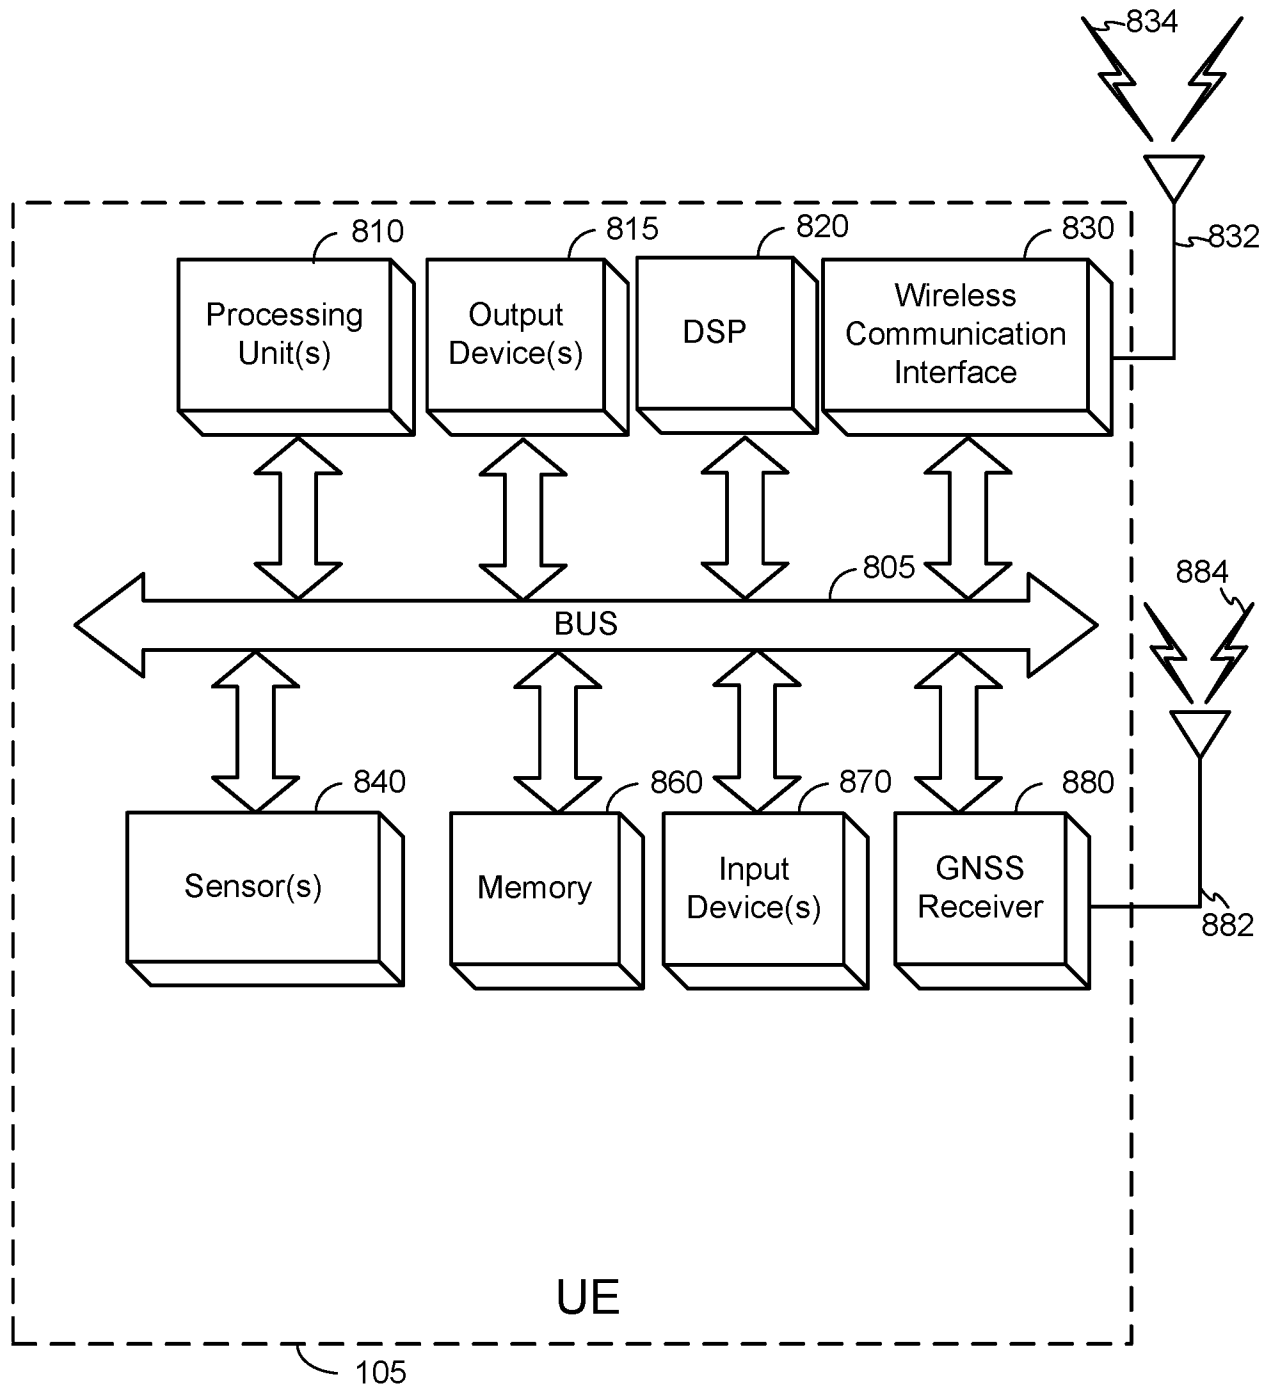 834
810
815
820
830
832
Processing
Unit(s)
Output
Device(s)
DSP
Wireless
Communication
Interface
805
BUS
884
840
860
870
880
Sensor(s)
Memory
Input
Device(s)
GNSS
Receiver
882
UE
105